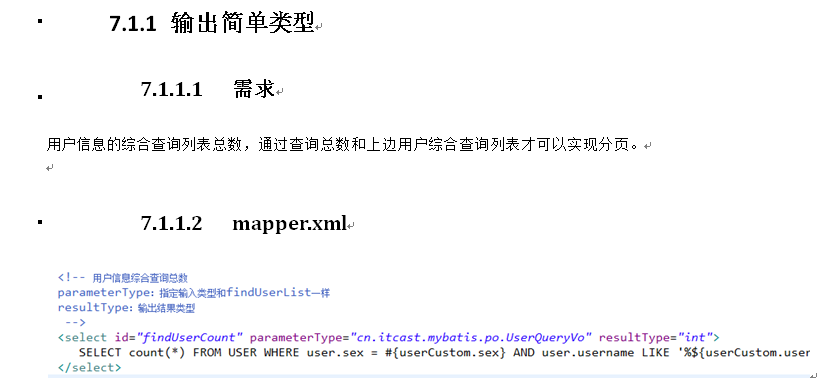 7.1.1 输出简单类型
7.1.1.1 需求
用户信息的综合查询列表总数，通过查询总数和上边用户综合查询列表才可以实现分页。
7.1.1.2 mapper.xml
<!-- 用户信息综合查询总数
parameterType：指定输入类型和findUserList一样
resultType：输出结果类型
-->
<select id="findUserCount" parameterType="cn.itcast.mybatis.po.UserQueryVo" resultType="int">
SELECT count(*) FROM USER WHERE user.sex = #{userCustom.sex} AND user.username LIKE '%${userCustom.user
</select>